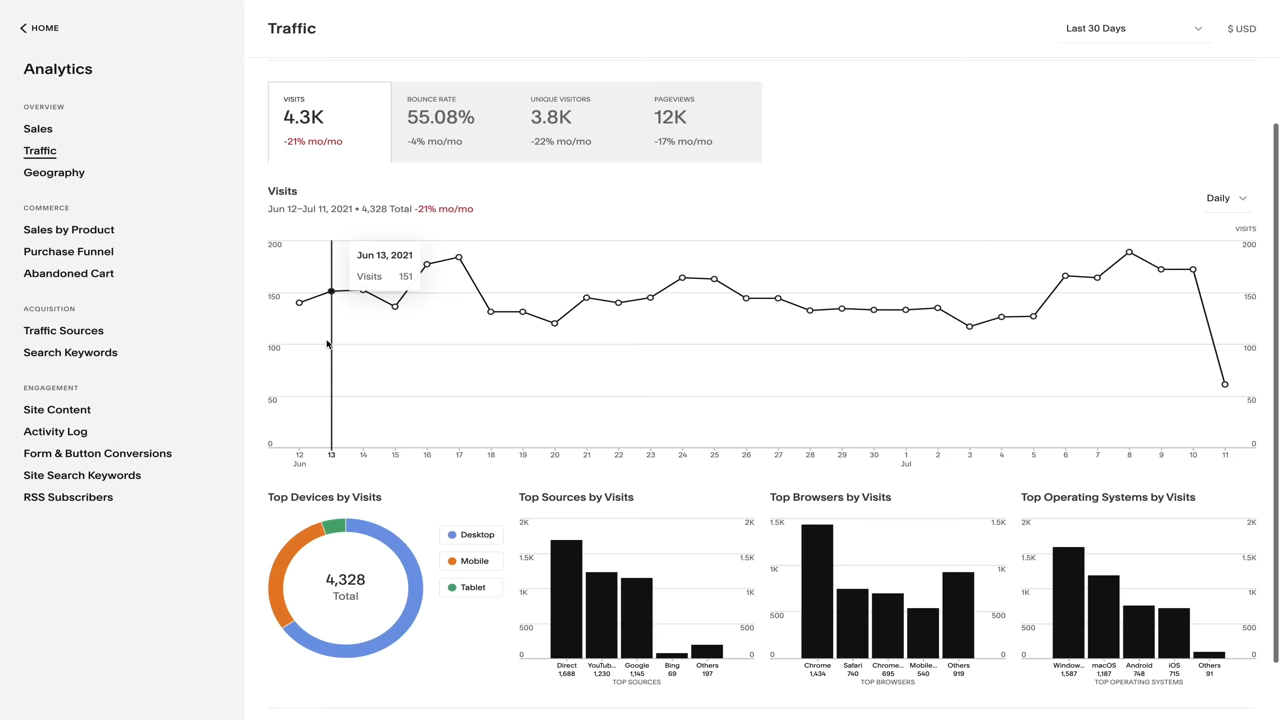 HOME
Analytics
OVERVIEW
Sales
Traffic
Geography
COMMERCE
Sales by Product
Purchase Funnel
Abandoned Cart
ACQUISITION
Traffic Sources
Search Keywords
ENGAGEMENT
Site Content
Activity Log
Form & Button Conversions
Site Search Keywords
RSS Subscribers
Traffic
Last 30 Days
$ USD
VISITS
4.3K
-21% mo/mo
BOUNCE RATE
55.08%
-4% mo/mo
UNIQUE VISITORS
3.8K
-22% mo/mo
PAGEVIEWS
12K
-17% mo/mo
Visits
Jun 12–Jul 11, 2021 • 4,328 Total -21% mo/mo
Daily
VISITS
200 200
Jun 13, 2021
Visits 151
150 150
100 100
50 50
0 0
12 13 14 15 16 17 18 19 20 21 22 23 24 25 26 27 28 29 30 1 2 3 4 5 6 7 8 9 10 11
Jun Jul
Top Devices by Visits
4,328
Total
Desktop
Mobile
Tablet
Top Sources by Visits
2K 2K
1.5K 1.5K
1K 1K
500 500
0 0
Direct YouTub... Google Bing Others
1,688 1,230 1,145 69 197
TOP SOURCES
Top Browsers by Visits
1.5K 1.5K
1K 1K
500 500
0 0
Chrome Safari Chrome... Mobile... Others
1,434 740 695 540 919
TOP BROWSERS
Top Operating Systems by Visits
2K 2K
1.5K 1.5K
1K 1K
500 500
0 0
Window... macOS Android iOS Others
1,587 1,187 748 715 91
TOP OPERATING SYSTEMS